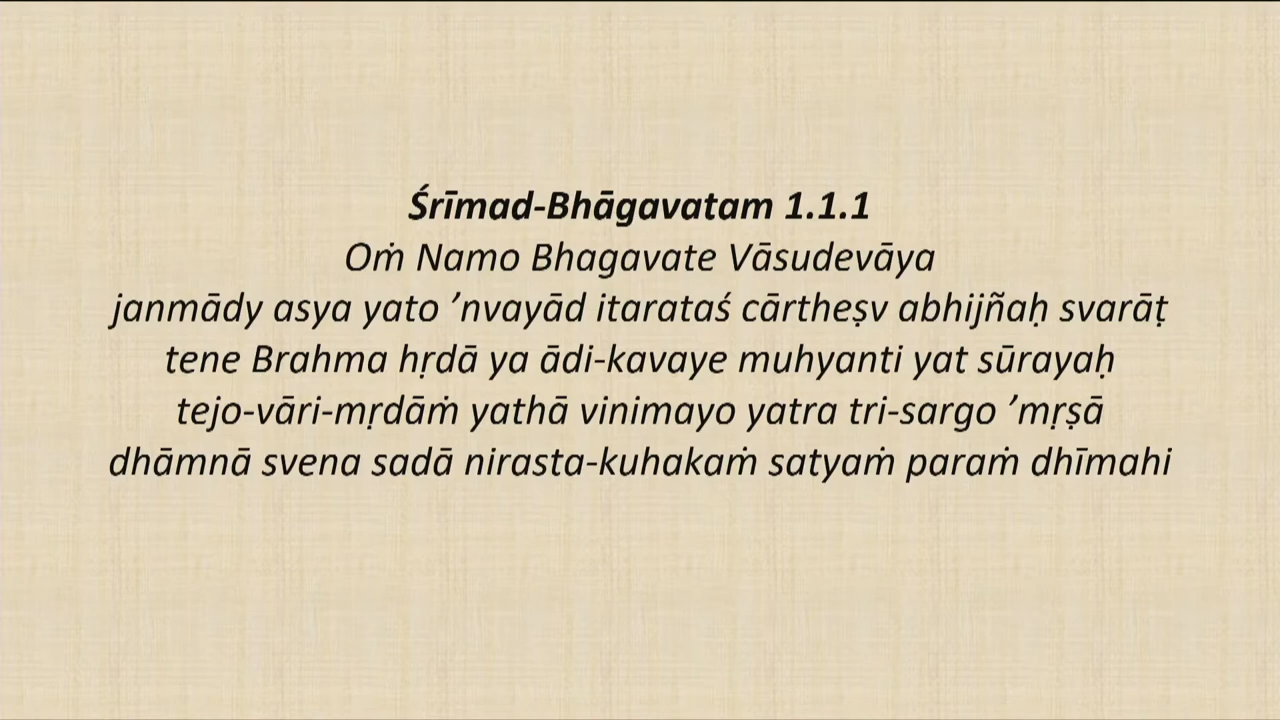 Śrīmad-Bhāgavatam 1.1.1
Oṁ Namo Bhagavate Vāsudevāya
janmādy asya yato ’nvayād itarataś cārtheṣv abhijñaḥ svarāṭ
tene Brahma hṛdā ya ādi-kavaye muhyanti yat sūrayaḥ
tejo-vāri-mṛdāṁ yathā vinimayo yatra tri-sargo ’mṛṣā
dhāmnā svena sadā nirasta-kuhakaṁ satyaṁ paraṁ dhīmahi